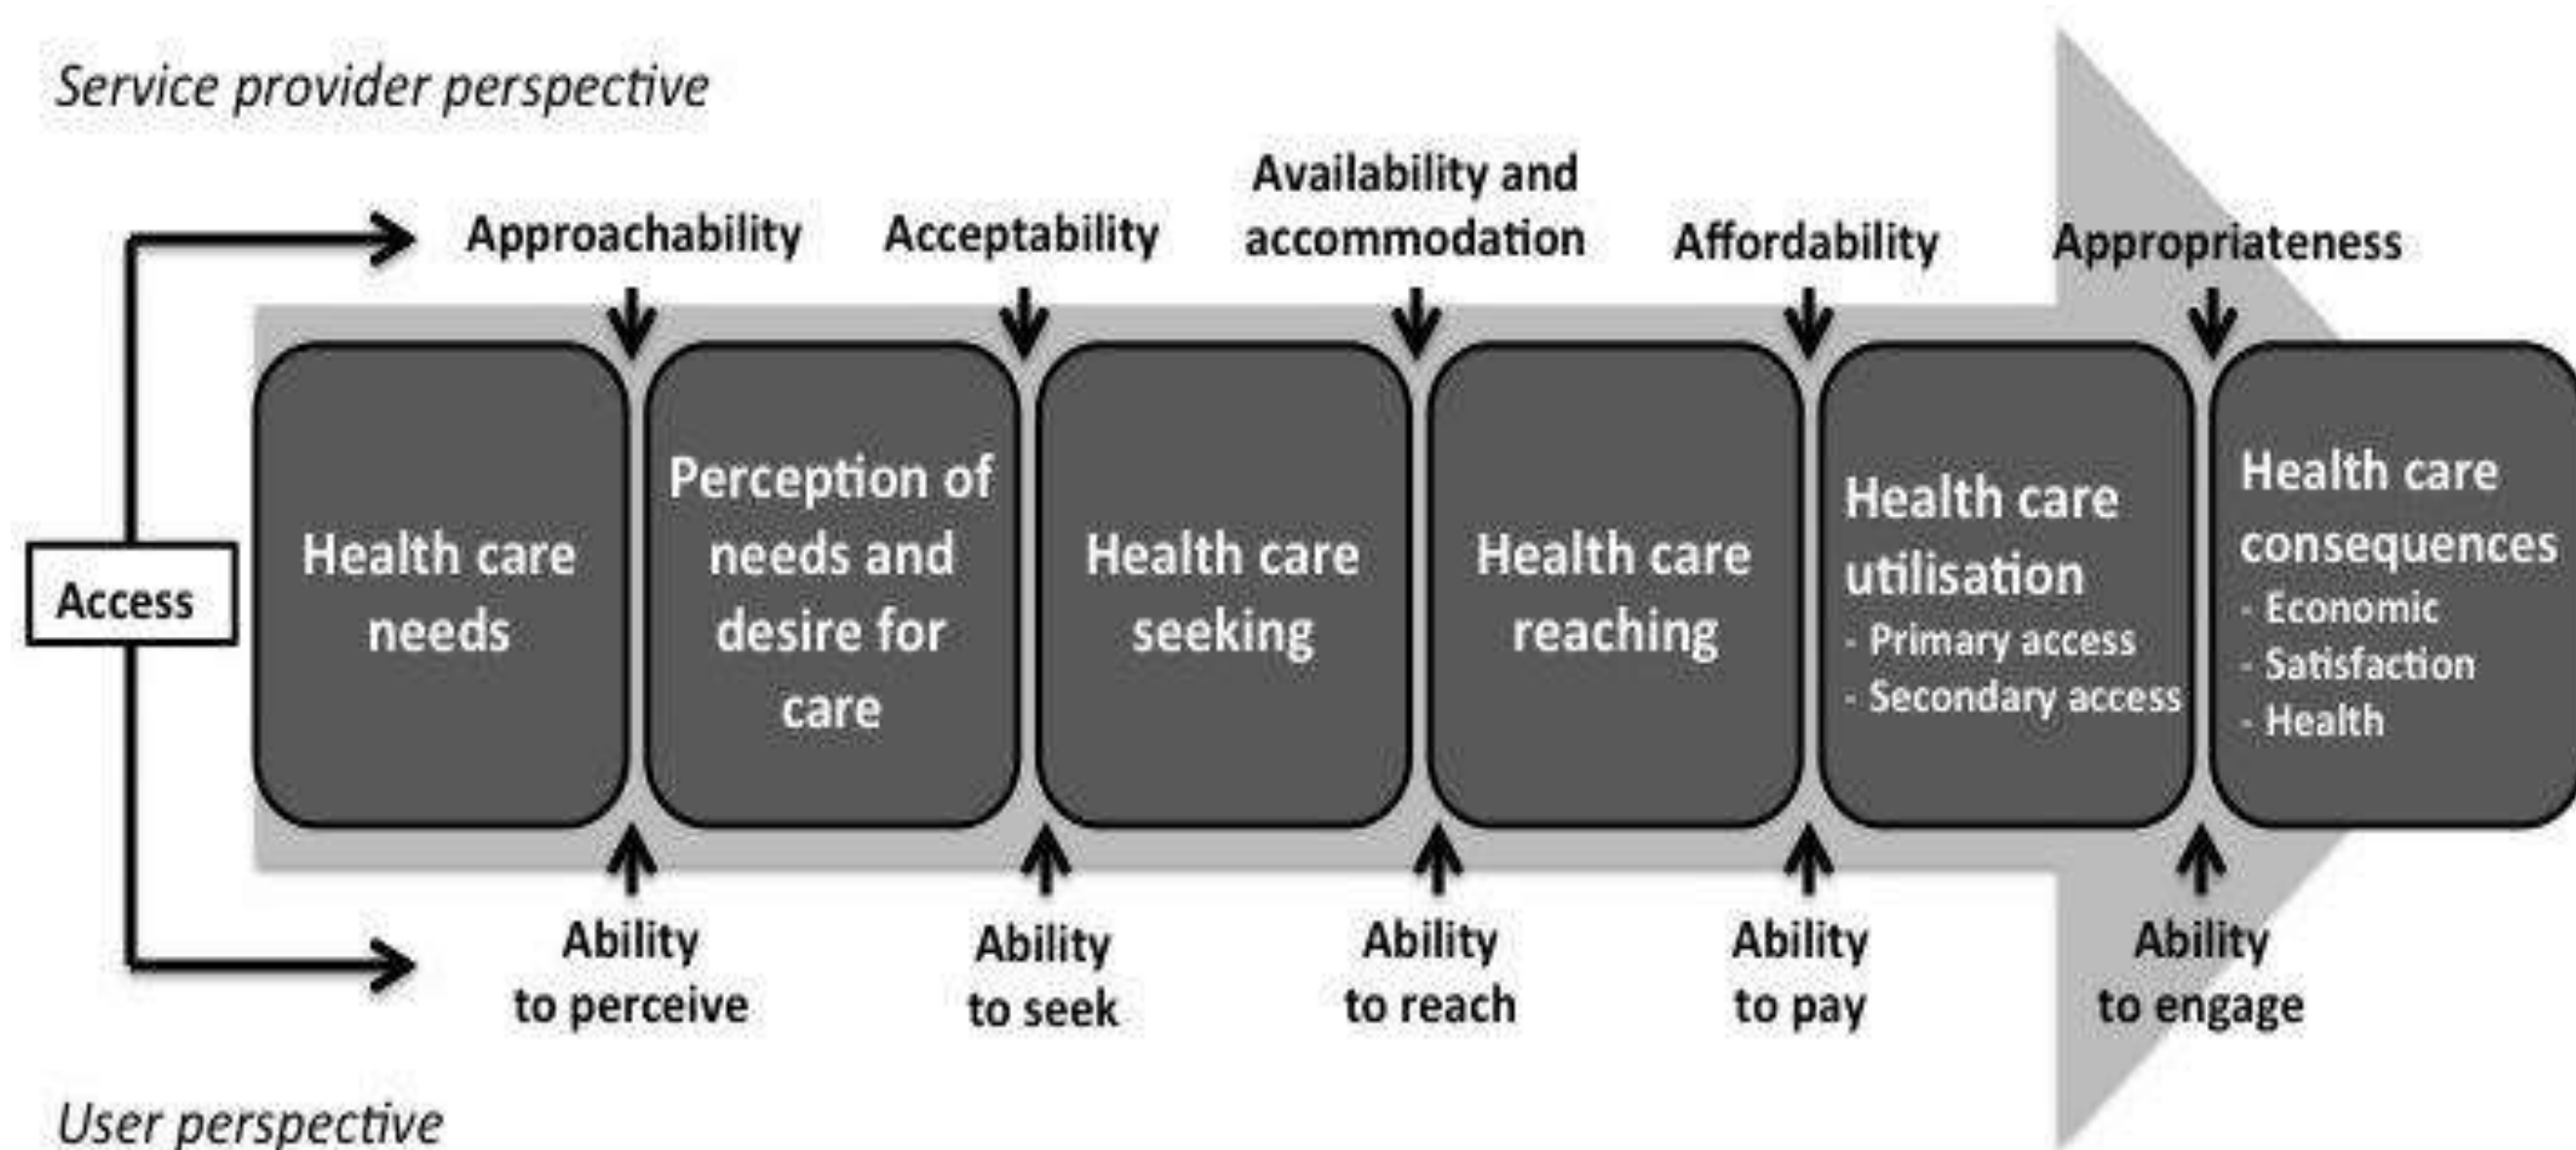 Service provider perspective
Availability and
Approachability
Acceptability
accommodation
Affordability
Appropriateness
Access
Health care
needs
Perception of
needs and
desire for
care
Health care
seeking
Health care
reaching
Health care
utilisation
- Primary access
- Secondary access
Health care
consequences
- Economic
- Satisfaction
- Health
Ability
to perceive
Ability
to seek
Ability
to reach
Ability
to pay
Ability
to engage
User perspective